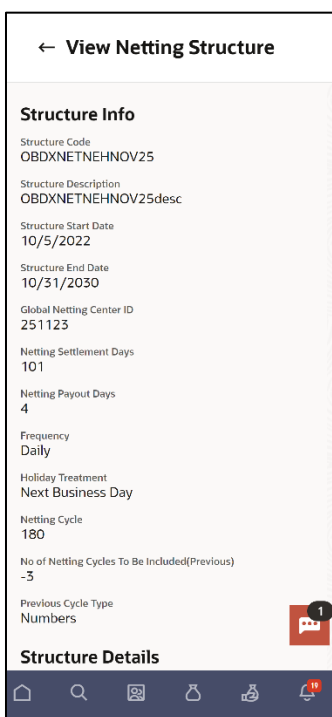 ← View Netting Structure
Structure Info
Structure Code
OBDXNETNEHNOV25
Structure Description
OBDXNETNEHNOV25desc
Structure Start Date
10/5/2022
Structure End Date
10/31/2030
Global Netting Center ID
251123
Netting Settlement Days
101
Netting Payout Days
4
Frequency
Daily
Holiday Treatment
Next Business Day
Netting Cycle
180
No of Netting Cycles To Be Included(Previous)
-3
Previous Cycle Type
Numbers
1
Structure Details
19